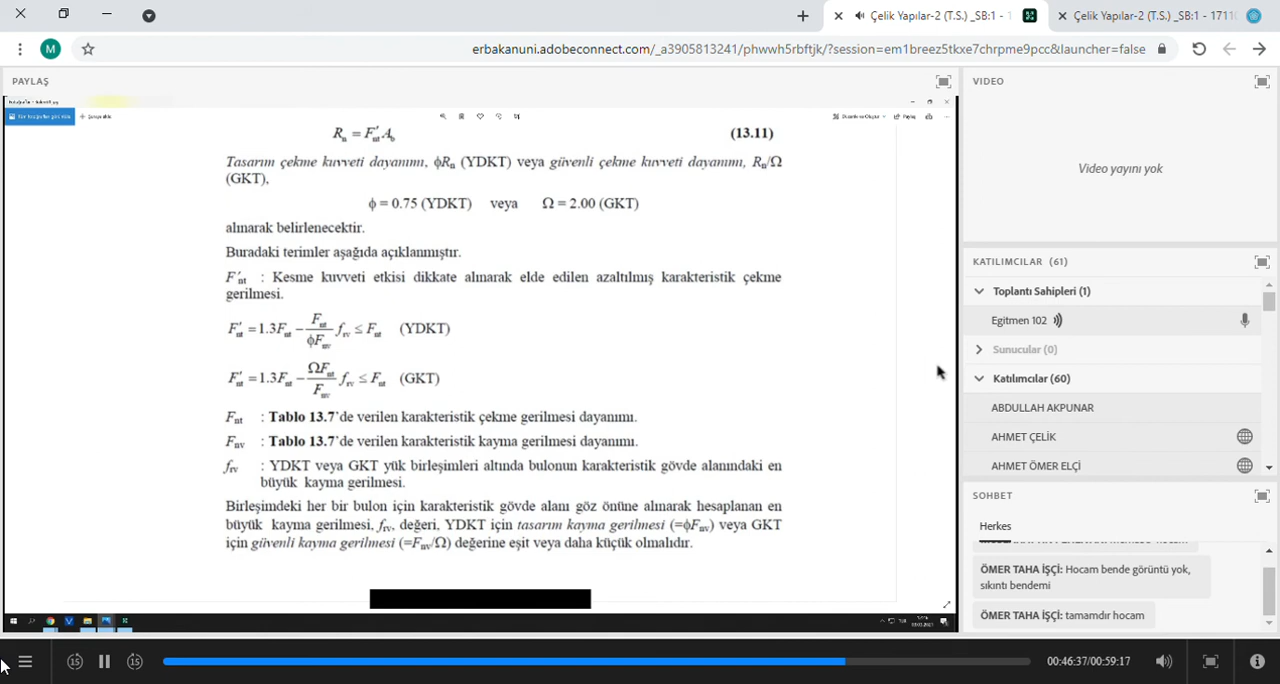 Çelik Yapılar-2 (T.S.) _SB:1 - 1
Çelik Yapılar-2 (T.S.) _SB:1 - 1711
M
erbakanuni.adobeconnect.com/_a3905813241/phwwh5rbftjk/?session=em1breez5tkxe7chrpme9pcc&launcher=false
PAYLAŞ
Rn = F′nt Ab (13.11)
Tasarım çekme kuvveti dayanımı, ϕRn (YDKT) veya güvenli çekme kuvveti dayanımı, Rn/Ω
(GKT),
ϕ = 0.75 (YDKT) veya Ω = 2.00 (GKT)
alınarak belirlenecektir.
Buradaki terimler aşağıda açıklanmıştır.
F′nt : Kesme kuvveti etkisi dikkate alınarak elde edilen azaltılmış karakteristik çekme
gerilmesi.
F′nt = 1.3Fnt − Fnt/ϕFnv frv ≤ Fnt (YDKT)
F′nt = 1.3Fnt − ΩFnt/Fnv frv ≤ Fnt (GKT)
Fnt : Tablo 13.7'de verilen karakteristik çekme gerilmesi dayanımı.
Fnv : Tablo 13.7'de verilen karakteristik kayma gerilmesi dayanımı.
frv : YDKT veya GKT yük birleşimleri altında bulonun karakteristik gövde alanındaki en
büyük kayma gerilmesi.
Birleşimdeki her bir bulon için karakteristik gövde alanı göz önüne alınarak hesaplanan en
büyük kayma gerilmesi, frv, değeri, YDKT için tasarım kayma gerilmesi (=ϕFnv) veya GKT
için güvenli kayma gerilmesi (=Fnv/Ω) değerine eşit veya daha küçük olmalıdır.
VIDEO
Video yayını yok
KATILIMCILAR (61)
Toplantı Sahipleri (1)
Egitmen 102
Sunucular (0)
Katılımcılar (60)
ABDULLAH AKPUNAR
AHMET ÇELİK
AHMET ÖMER ELÇİ
SOHBET
Herkes
ÖMER TAHA İŞÇİ: Hocam bende görüntü yok,
sıkıntı bendemi
ÖMER TAHA İŞÇİ: tamamdır hocam
15
15
00:46:37/00:59:17